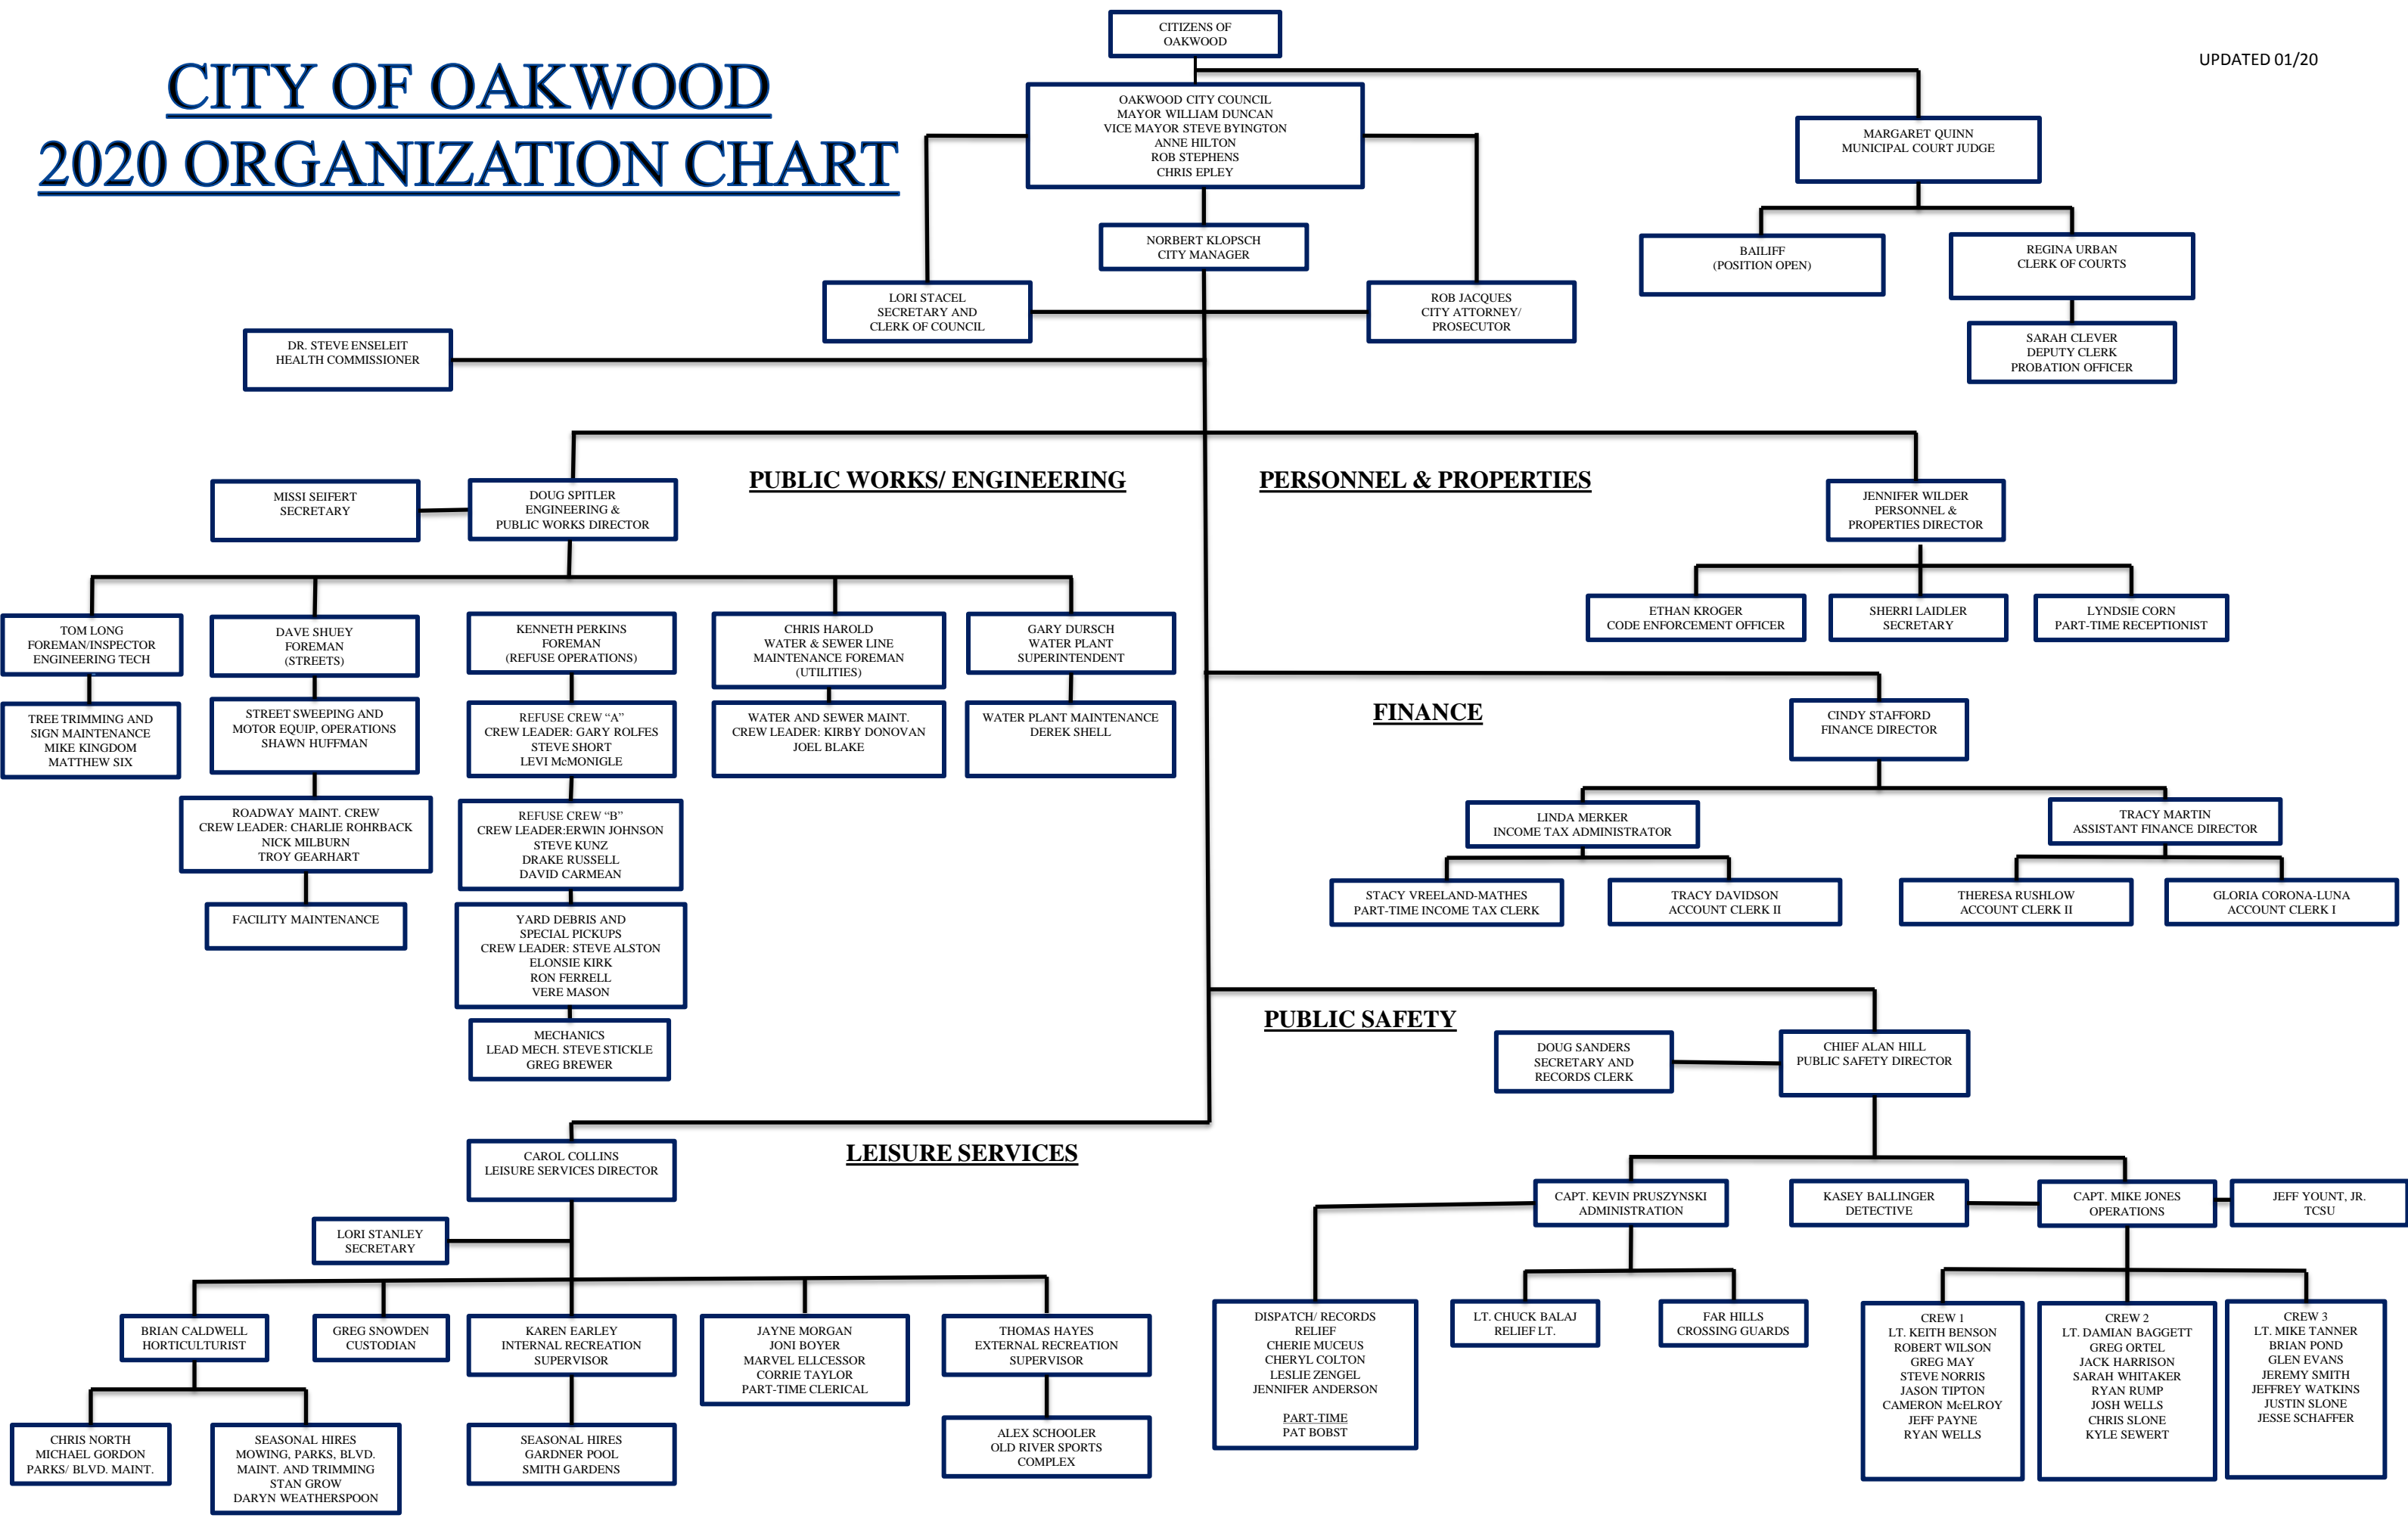 CITY OF OAKWOOD
2020 ORGANIZATION CHART
UPDATED 01/20
CITIZENS OF
OAKWOOD
OAKWOOD CITY COUNCIL
MAYOR WILLIAM DUNCAN
VICE MAYOR STEVE BYINGTON
ANNE HILTON
ROB STEPHENS
CHRIS EPLEY
MARGARET QUINN
MUNICIPAL COURT JUDGE
NORBERT KLOPSCH
CITY MANAGER
BAILIFF
(POSITION OPEN)
REGINA URBAN
CLERK OF COURTS
LORI STACEL
SECRETARY AND
CLERK OF COUNCIL
ROB JACQUES
CITY ATTORNEY/
PROSECUTOR
SARAH CLEVER
DEPUTY CLERK
PROBATION OFFICER
DR. STEVE ENSELEIT
HEALTH COMMISSIONER
PUBLIC WORKS/ ENGINEERING
MISSI SEIFERT
SECRETARY
DOUG SPITLER
ENGINEERING &
PUBLIC WORKS DIRECTOR
TOM LONG
FOREMAN/INSPECTOR
ENGINEERING TECH
DAVE SHUEY
FOREMAN
(STREETS)
KENNETH PERKINS
FOREMAN
(REFUSE OPERATIONS)
CHRIS HAROLD
WATER & SEWER LINE
MAINTENANCE FOREMAN
(UTILITIES)
GARY DURSCH
WATER PLANT
SUPERINTENDENT
TREE TRIMMING AND
SIGN MAINTENANCE
MIKE KINGDOM
MATTHEW SIX
STREET SWEEPING AND
MOTOR EQUIP, OPERATIONS
SHAWN HUFFMAN
REFUSE CREW “A”
CREW LEADER: GARY ROLFES
STEVE SHORT
LEVI McMONIGLE
WATER AND SEWER MAINT.
CREW LEADER: KIRBY DONOVAN
JOEL BLAKE
WATER PLANT MAINTENANCE
DEREK SHELL
ROADWAY MAINT. CREW
CREW LEADER: CHARLIE ROHRBACK
NICK MILBURN
TROY GEARHART
REFUSE CREW “B”
CREW LEADER:ERWIN JOHNSON
STEVE KUNZ
DRAKE RUSSELL
DAVID CARMEAN
FACILITY MAINTENANCE
YARD DEBRIS AND
SPECIAL PICKUPS
CREW LEADER: STEVE ALSTON
ELONSIE KIRK
RON FERRELL
VERE MASON
MECHANICS
LEAD MECH. STEVE STICKLE
GREG BREWER
PERSONNEL & PROPERTIES
JENNIFER WILDER
PERSONNEL &
PROPERTIES DIRECTOR
ETHAN KROGER
CODE ENFORCEMENT OFFICER
SHERRI LAIDLER
SECRETARY
LYNDSIE CORN
PART-TIME RECEPTIONIST
FINANCE
CINDY STAFFORD
FINANCE DIRECTOR
LINDA MERKER
INCOME TAX ADMINISTRATOR
TRACY MARTIN
ASSISTANT FINANCE DIRECTOR
STACY VREELAND-MATHES
PART-TIME INCOME TAX CLERK
TRACY DAVIDSON
ACCOUNT CLERK II
THERESA RUSHLOW
ACCOUNT CLERK II
GLORIA CORONA-LUNA
ACCOUNT CLERK I
PUBLIC SAFETY
DOUG SANDERS
SECRETARY AND
RECORDS CLERK
CHIEF ALAN HILL
PUBLIC SAFETY DIRECTOR
CAPT. KEVIN PRUSZYNSKI
ADMINISTRATION
KASEY BALLINGER
DETECTIVE
CAPT. MIKE JONES
OPERATIONS
JEFF YOUNT, JR.
TCSU
DISPATCH/ RECORDS
RELIEF
CHERIE MUCEUS
CHERYL COLTON
LESLIE ZENGEL
JENNIFER ANDERSON
PART-TIME
PAT BOBST
LT. CHUCK BALAJ
RELIEF LT.
FAR HILLS
CROSSING GUARDS
CREW 1
LT. KEITH BENSON
ROBERT WILSON
GREG MAY
STEVE NORRIS
JASON TIPTON
CAMERON McELROY
JEFF PAYNE
RYAN WELLS
CREW 2
LT. DAMIAN BAGGETT
GREG ORTEL
JACK HARRISON
SARAH WHITAKER
RYAN RUMP
JOSH WELLS
CHRIS SLONE
KYLE SEWERT
CREW 3
LT. MIKE TANNER
BRIAN POND
GLEN EVANS
JEREMY SMITH
JEFFREY WATKINS
JUSTIN SLONE
JESSE SCHAFFER
LEISURE SERVICES
CAROL COLLINS
LEISURE SERVICES DIRECTOR
LORI STANLEY
SECRETARY
BRIAN CALDWELL
HORTICULTURIST
GREG SNOWDEN
CUSTODIAN
KAREN EARLEY
INTERNAL RECREATION
SUPERVISOR
JAYNE MORGAN
JONI BOYER
MARVEL ELLCESSOR
CORRIE TAYLOR
PART-TIME CLERICAL
THOMAS HAYES
EXTERNAL RECREATION
SUPERVISOR
CHRIS NORTH
MICHAEL GORDON
PARKS/ BLVD. MAINT.
SEASONAL HIRES
MOWING, PARKS, BLVD.
MAINT. AND TRIMMING
STAN GROW
DARYN WEATHERSPOON
SEASONAL HIRES
GARDNER POOL
SMITH GARDENS
ALEX SCHOOLER
OLD RIVER SPORTS
COMPLEX